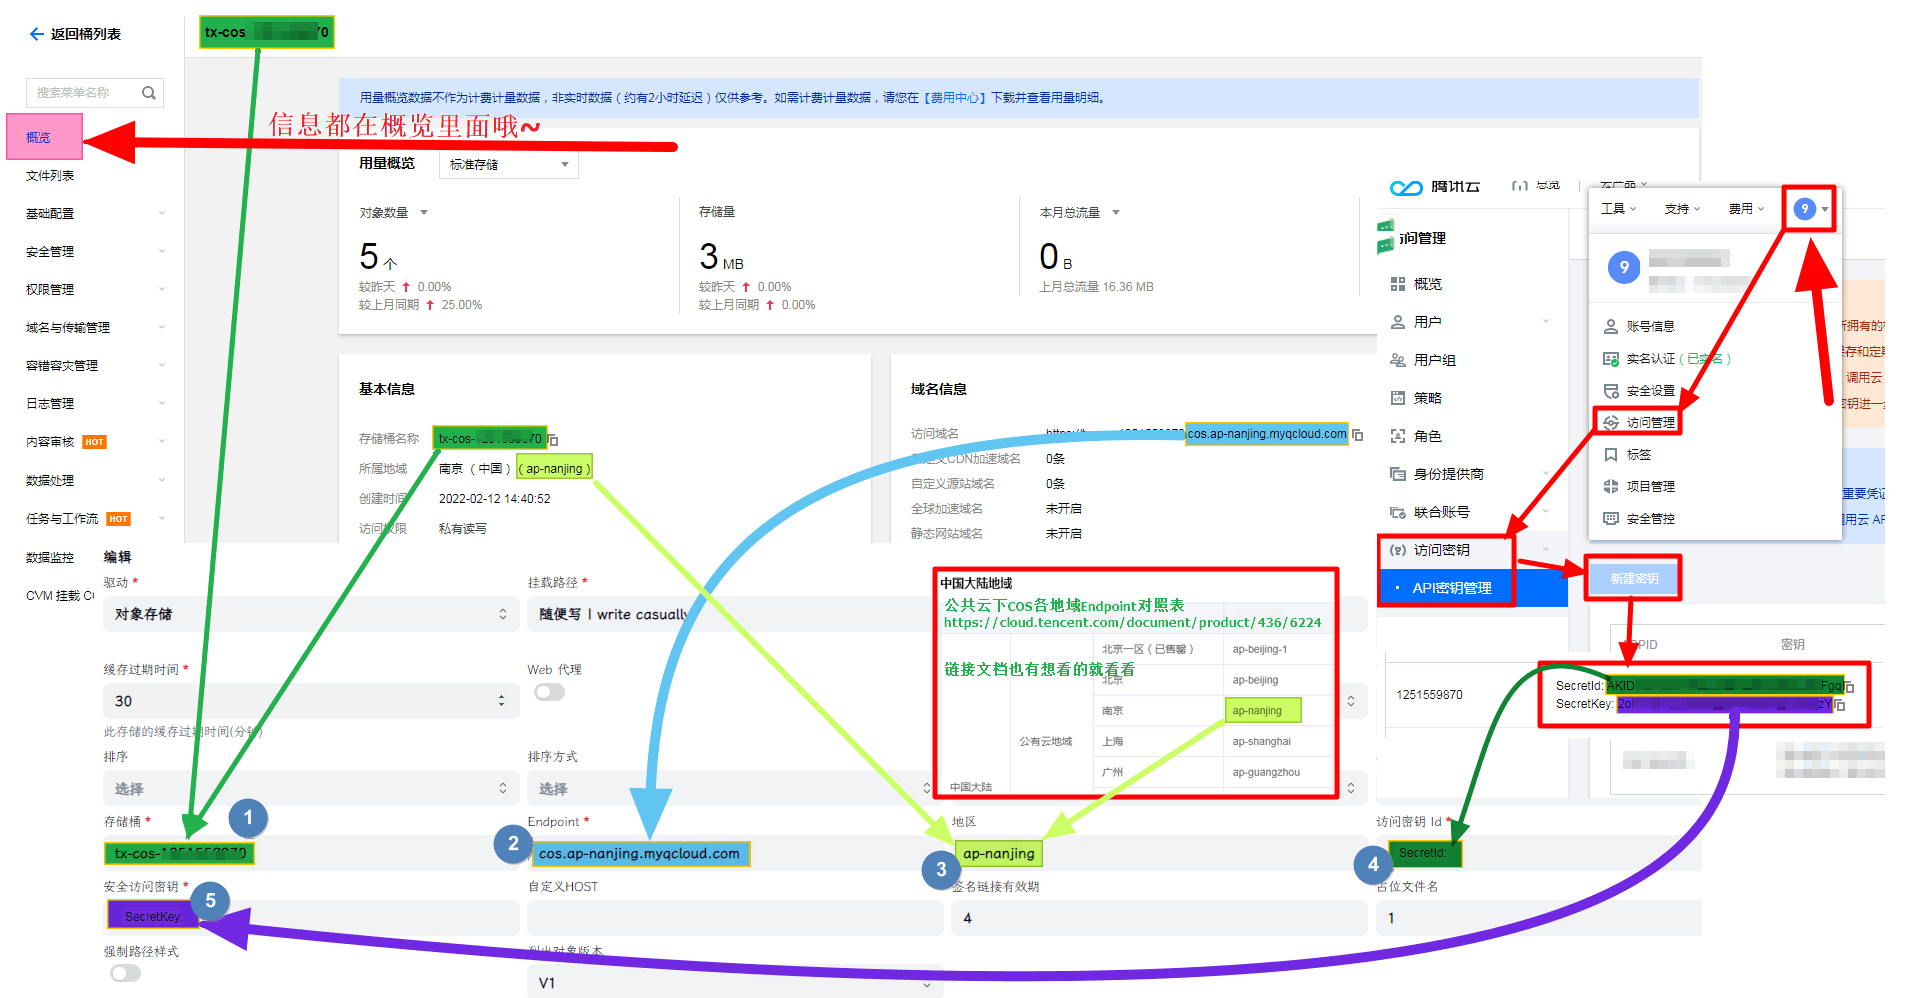 返回桶列表
tx-cos
70
搜索菜单名称
概览
文件列表
基础配置
安全管理
权限管理
域名与传输管理
容错容灾管理
日志管理
内容审核 HOT
数据处理
任务与工作流 HOT
数据监控
CVM 挂载
用量概览数据不作为计费计量数据，非实时数据（约有2小时延迟）仅供参考。如需计费计量数据，请您在【费用中心】下载并查看用量明细。
信息都在概览里面哦~
用量概览 标准存储
对象数量
5 个
较昨天 0.00%
较上月同期 25.00%
存储量
3 MB
较昨天 0.00%
较上月同期 0.00%
本月总流量
0 B
上月总流量 16.36 MB
基本信息
存储桶名称 tx-cos-
所属地域 南京（中国）（ap-nanjing）
创建时间 2022-02-12 14:40:52
访问权限 私有读写
域名信息
访问域名 cos.ap-nanjing.myqcloud.com
自定义CDN加速域名 0条
自定义源站域名 0条
全球加速域名 未开启
静态网站域名 未开启
腾讯云 总览 云产品
工具 支持 费用 9
访问管理
概览
用户
用户组
策略
角色
身份提供商
联合账号
访问密钥
API密钥管理
9
账号信息
实名认证（已实名）
安全设置
访问管理
标签
项目管理
安全管控
所拥有的
保存和定期
调用云
密钥进一步
重要凭证
用云 AP
新建密钥
APPID 密钥
1251559870
SecretId: AKID Fgq
SecretKey: zY
编辑
驱动 *
对象存储
挂载路径 *
随便写 | write casually
缓存过期时间 *
30
此存储的缓存过期时间(分钟)
Web 代理
排序
选择
排序方式
选择
中国大陆地域
公共云下COS各地域Endpoint对照表
https://cloud.tencent.com/document/product/436/6224
链接文档也有想看的就看看
北京一区（已售罄） ap-beijing-1
北京 ap-beijing
南京 ap-nanjing
公有云地域 上海 ap-shanghai
广州 ap-guangzhou
中国大陆
存储桶 *
1
tx-cos-1251559870
Endpoint *
2
cos.ap-nanjing.myqcloud.com
地区
3
ap-nanjing
访问密钥 Id *
4
SecretId:
安全访问密钥 *
5
SecretKey:
自定义HOST
签名链接有效期
4
占位文件名
1
强制路径样式
列出对象版本
V1